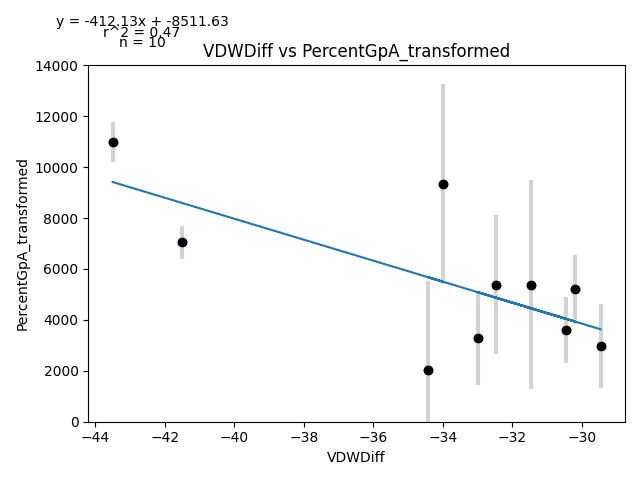 y = -412.13x + -8511.63
r^2 = 0.47
n = 10
VDWDiff vs PercentGpA_transformed
PercentGpA_transformed
14000
12000
10000
8000
6000
4000
2000
0
−44
−42
−40
−38
−36
−34
−32
−30
VDWDiff